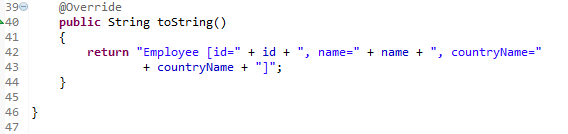 39 @Override
40 public String toString()
41 {
42 return "Employee [id=" + id + ", name=" + name + ", countryName="
43 + countryName + "]";
44 }
45
46 }
47